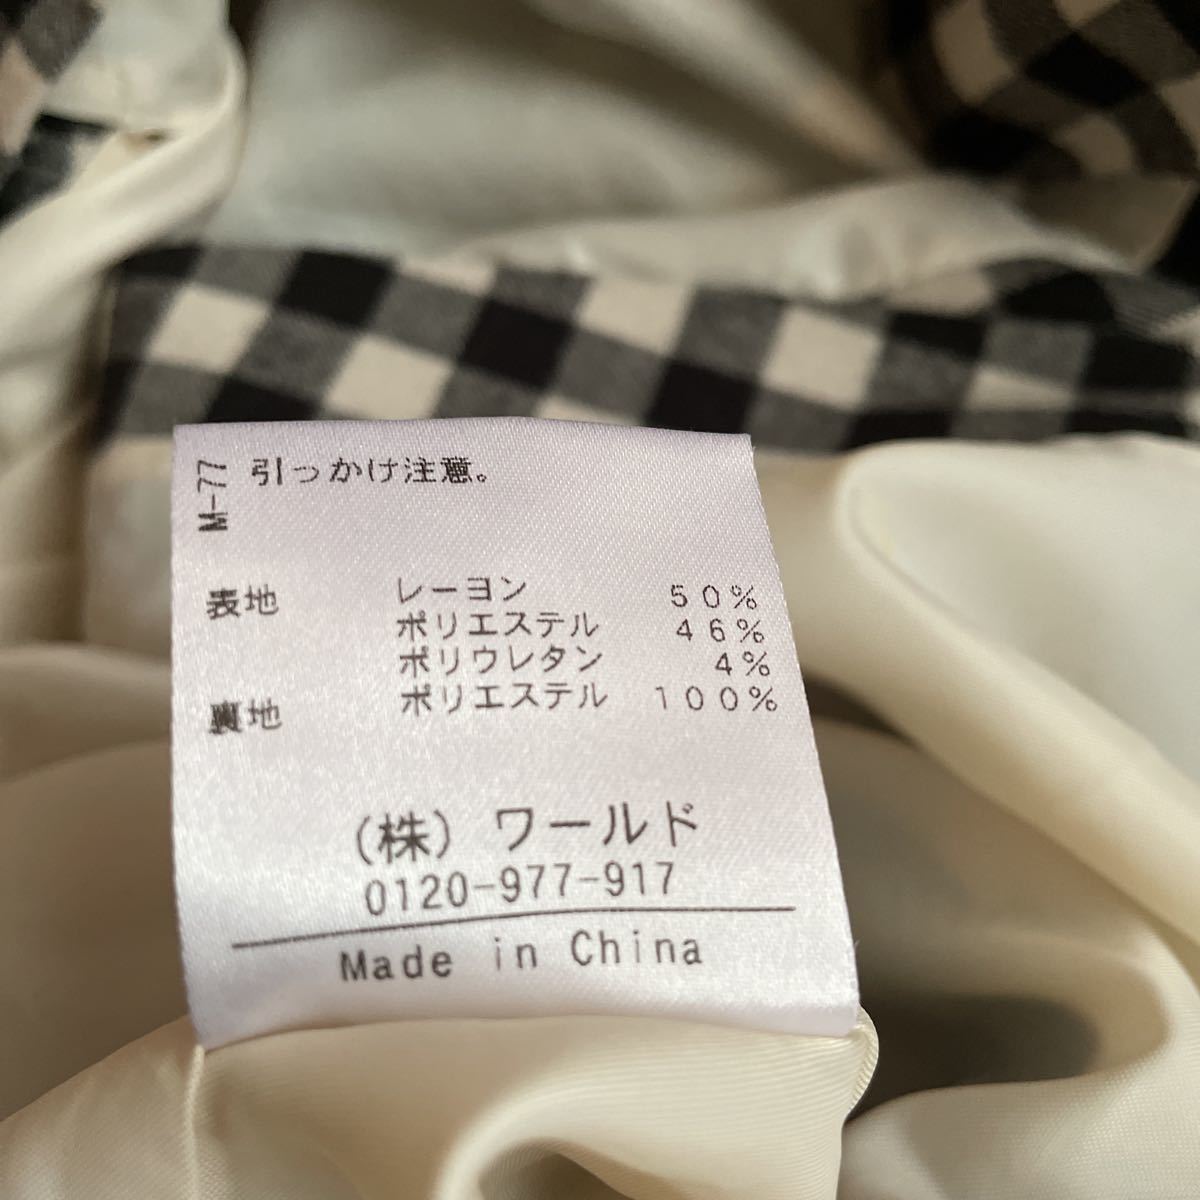 M-77
引っかけ注意。
表地 レーヨン 50%
ポリエステル 46%
ポリウレタン 4%
裏地 ポリエステル 100%
(株) ワールド
0120-977-917
Made in China